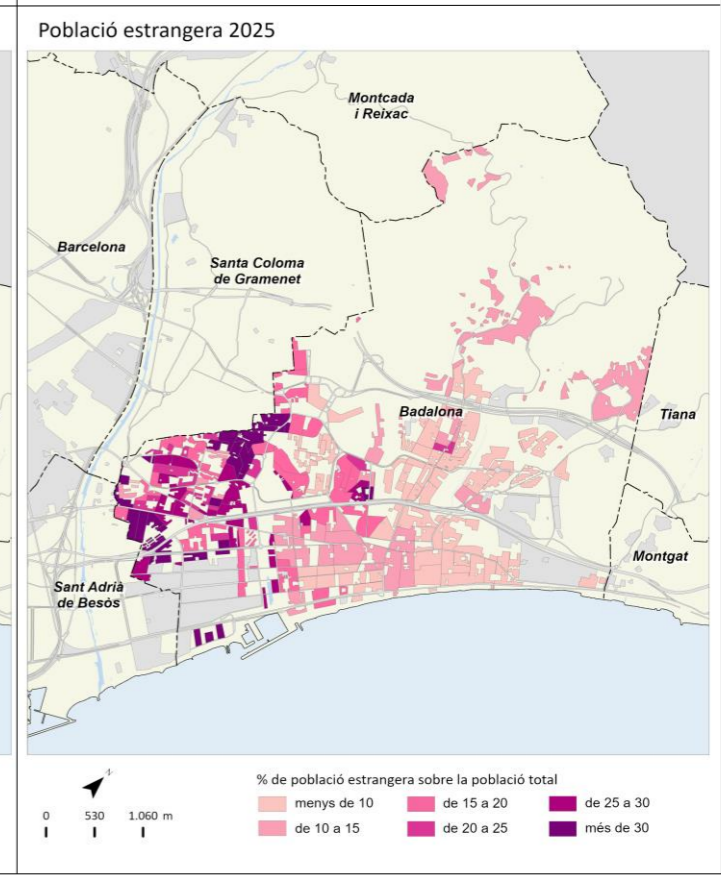 Població estrangera 2025
Montcada
i Reixac
Barcelona
Santa Coloma
de Gramenet
Badalona
Tiana
Montgat
Sant Adrià
de Besòs
N
0 530 1.060 m
% de població estrangera sobre la població total
menys de 10
de 15 a 20
de 25 a 30
de 10 a 15
de 20 a 25
més de 30